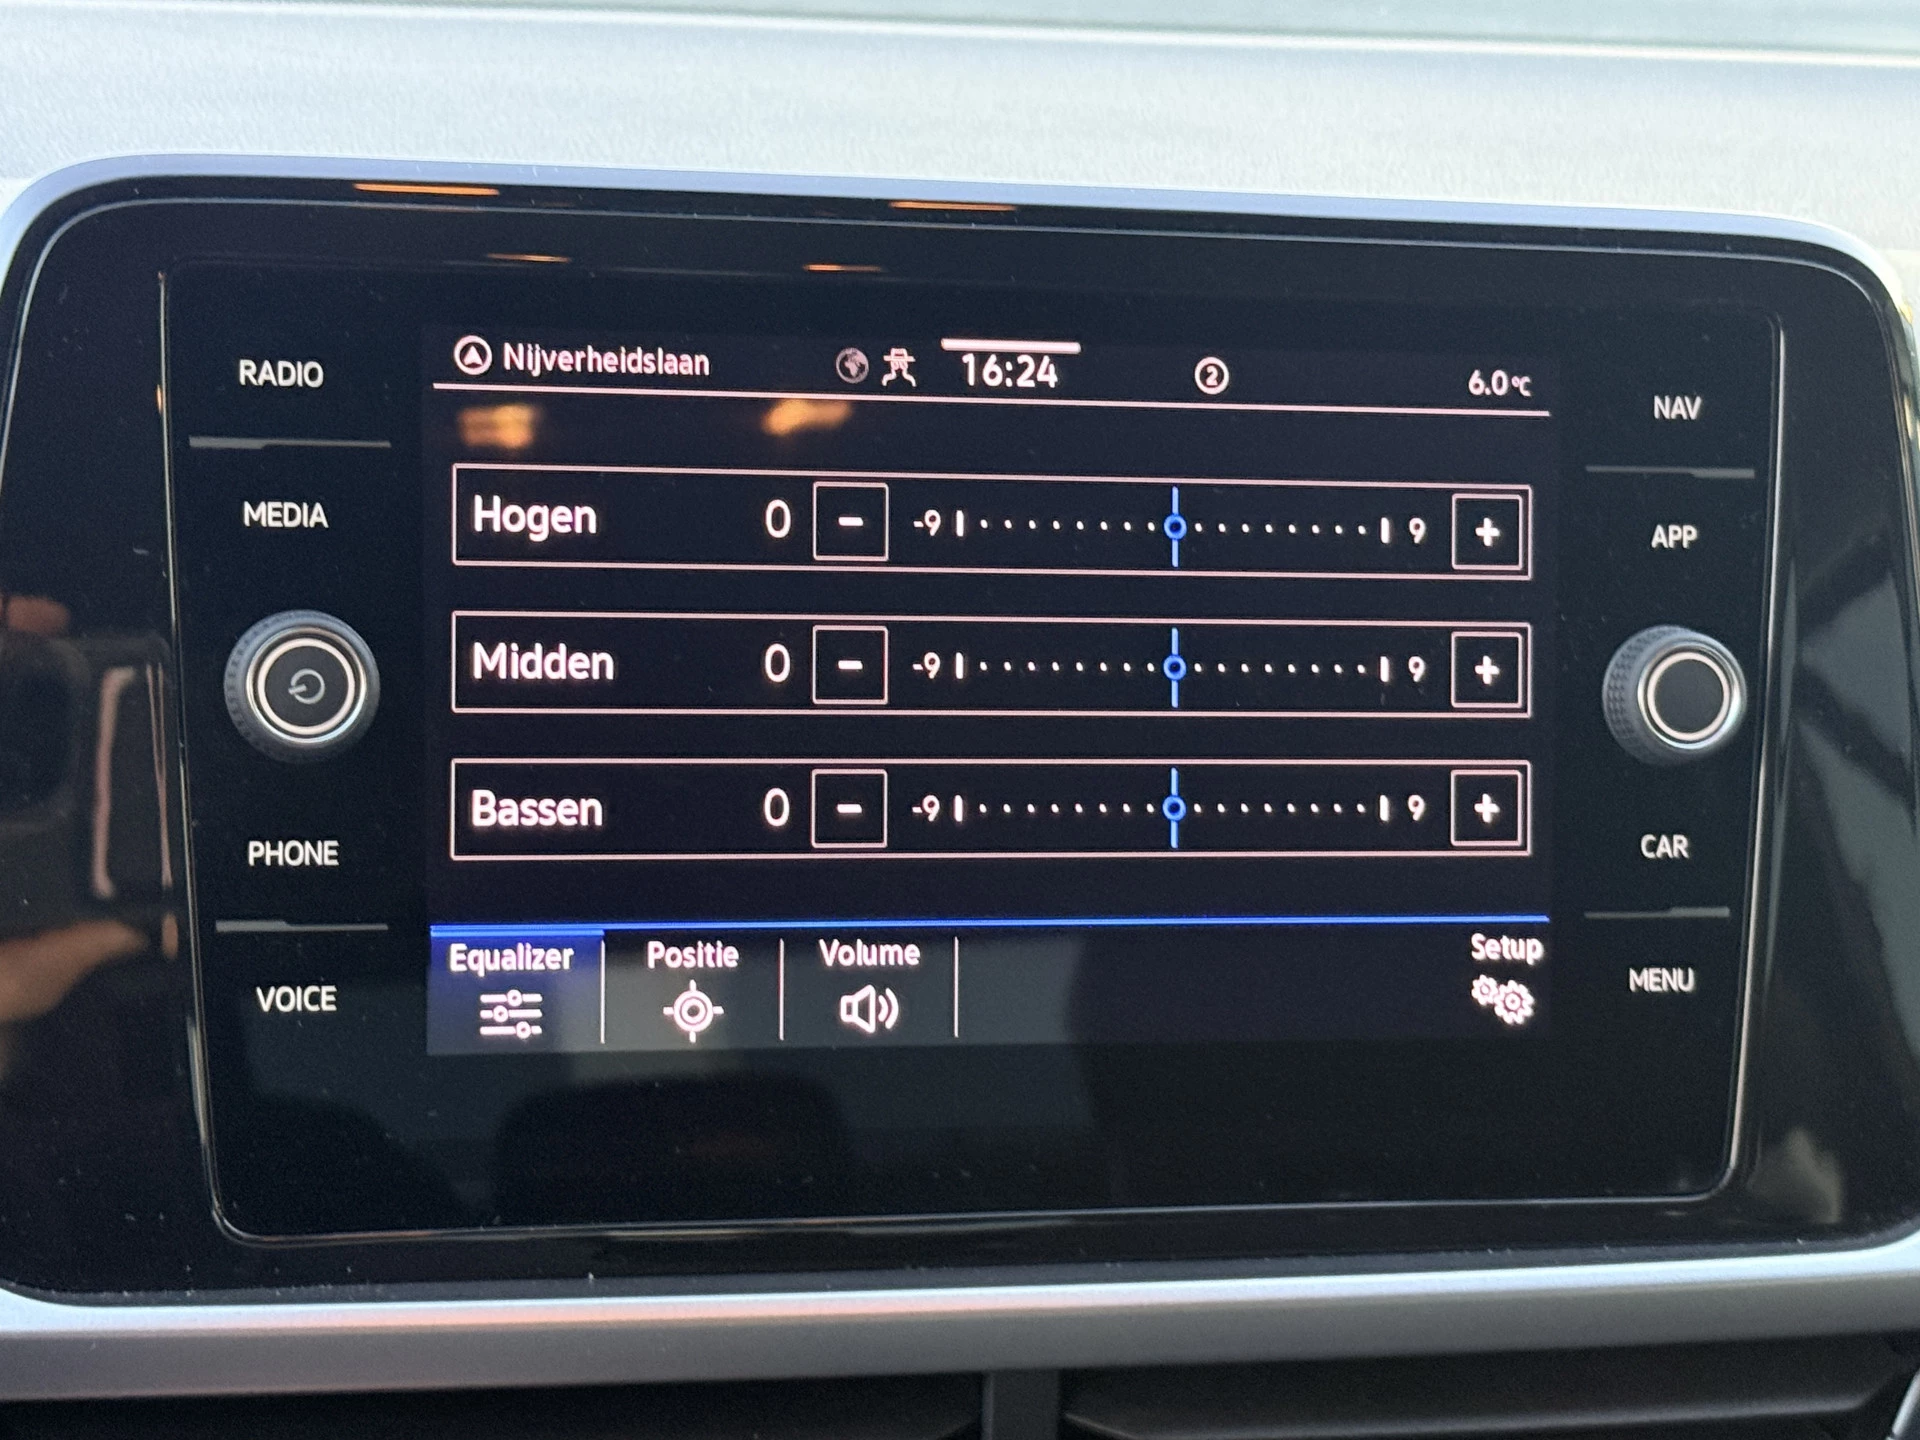 RADIO
MEDIA
PHONE
VOICE
Nijverheidslaan 16:24 2 6.0°C
Hogen 0 - -9 9 +
Midden 0 - -9 9 +
Bassen 0 - -9 9 +
Equalizer Positie Volume Setup
NAV
APP
CAR
MENU